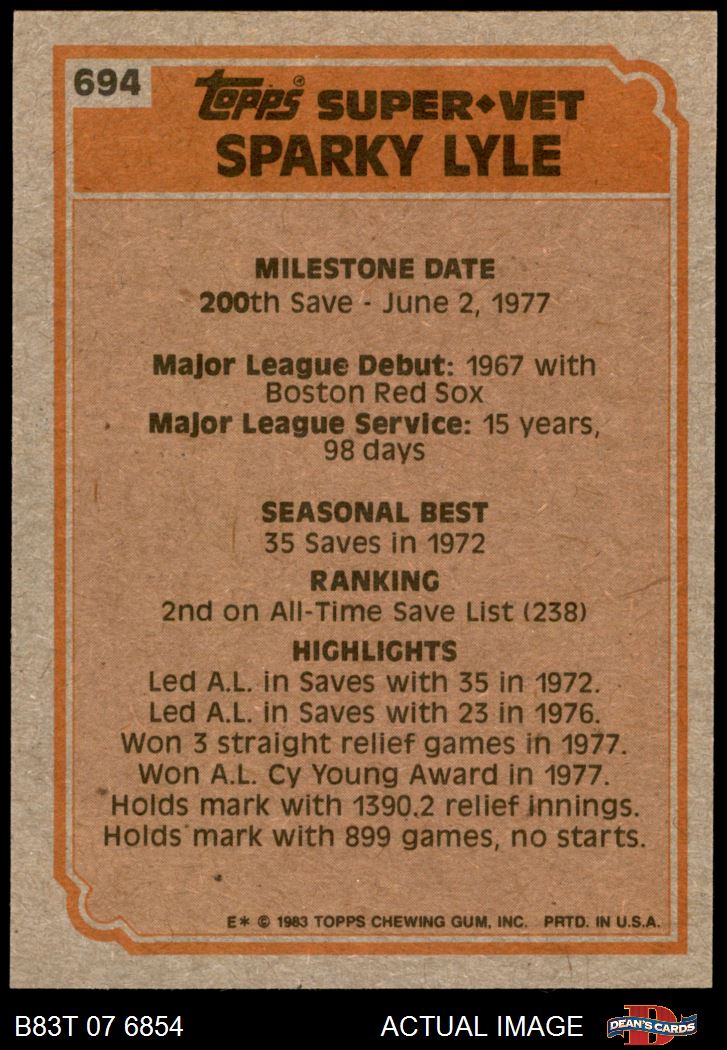 694
Topps® SUPER◆VET
SPARKY LYLE
MILESTONE DATE
200th Save - June 2, 1977
Major League Debut: 1967 with
Boston Red Sox
Major League Service: 15 years,
98 days
SEASONAL BEST
35 Saves in 1972
RANKING
2nd on All-Time Save List (238)
HIGHLIGHTS
Led A.L. in Saves with 35 in 1972.
Led A.L. in Saves with 23 in 1976.
Won 3 straight relief games in 1977.
Won A.L. Cy Young Award in 1977.
Holds mark with 1390.2 relief innings.
Holds mark with 899 games, no starts.
E* © 1983 TOPPS CHEWING GUM, INC. PRTD. IN U.S.A.
B83T 07 6854 ACTUAL IMAGE D DEAN'S CARDS